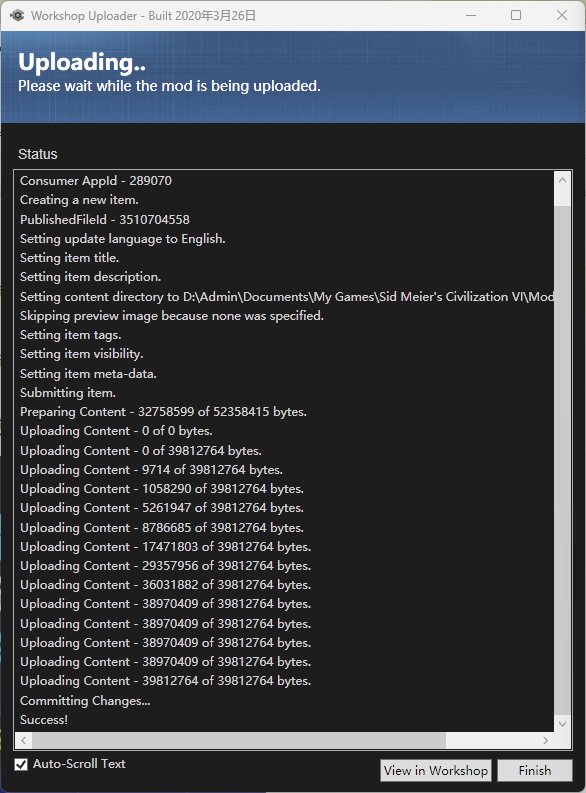 Workshop Uploader - Built 2020年3月26日
Uploading..
Please wait while the mod is being uploaded.
Status
Consumer AppId - 289070
Creating a new item.
PublishedFileId - 3510704558
Setting update language to English.
Setting item title.
Setting item description.
Setting content directory to D:\Admin\Documents\My Games\Sid Meier's Civilization VI\Mod
Skipping preview image because none was specified.
Setting item tags.
Setting item visibility.
Setting item meta-data.
Submitting item.
Preparing Content - 32758599 of 52358415 bytes.
Uploading Content - 0 of 0 bytes.
Uploading Content - 0 of 39812764 bytes.
Uploading Content - 9714 of 39812764 bytes.
Uploading Content - 1058290 of 39812764 bytes.
Uploading Content - 5261947 of 39812764 bytes.
Uploading Content - 8786685 of 39812764 bytes.
Uploading Content - 17471803 of 39812764 bytes.
Uploading Content - 29357956 of 39812764 bytes.
Uploading Content - 36031882 of 39812764 bytes.
Uploading Content - 38970409 of 39812764 bytes.
Uploading Content - 38970409 of 39812764 bytes.
Uploading Content - 38970409 of 39812764 bytes.
Uploading Content - 38970409 of 39812764 bytes.
Uploading Content - 39812764 of 39812764 bytes.
Committing Changes...
Success!
Auto-Scroll Text
View in Workshop
Finish